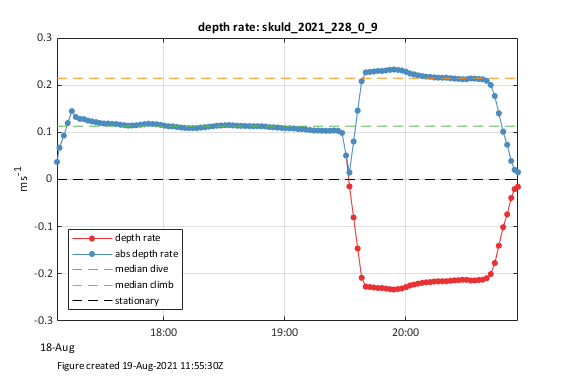 depth rate: skuld_2021_228_0_9
0.3
0.2
0.1
0
-0.1
-0.2
-0.3
ms-1
depth rate
abs depth rate
median dive
median climb
stationary
18:00
19:00
20:00
18-Aug
Figure created 19-Aug-2021 11:55:30Z